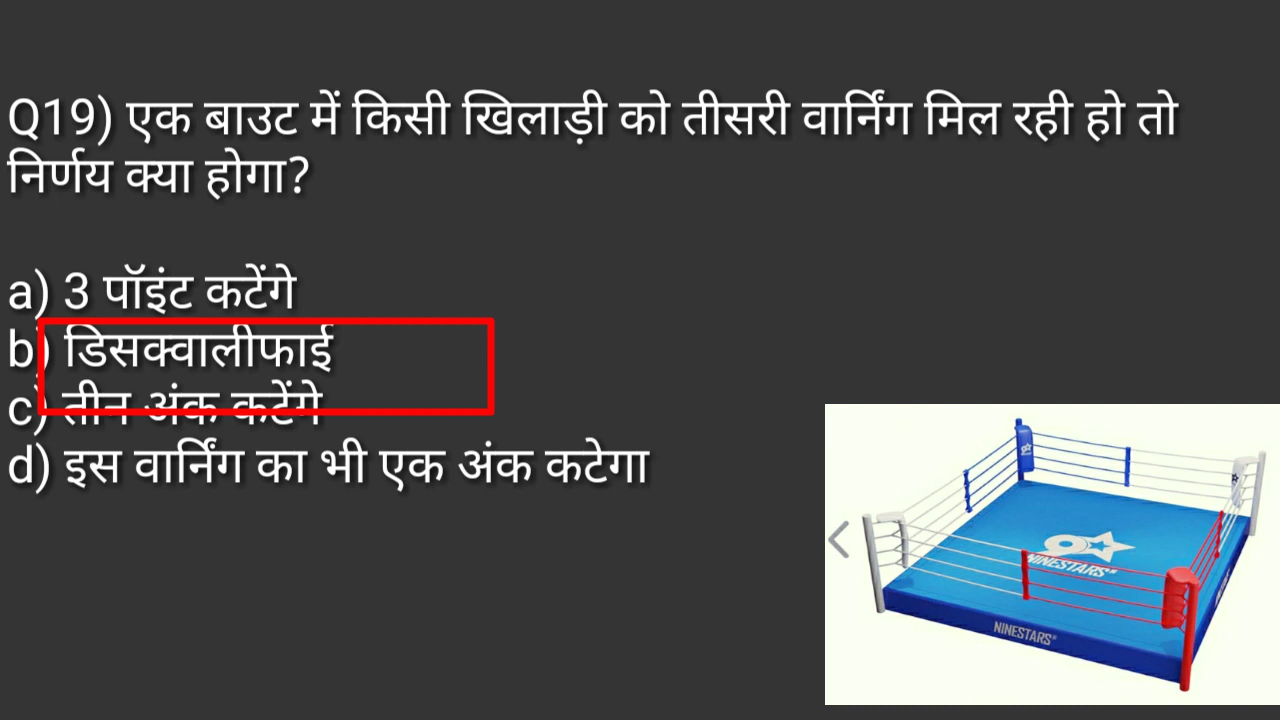 Q19) एक बाउट में किसी खिलाड़ी को तीसरी वार्निंग मिल रही हो तो
निर्णय क्या होगा?
a) 3 पॉइंट कटेंगे
b) डिसक्वालीफाई
c) तीन अंक कटेंगे
d) इस वार्निंग का भी एक अंक कटेगा
NINESTARS®
NINESTARS®